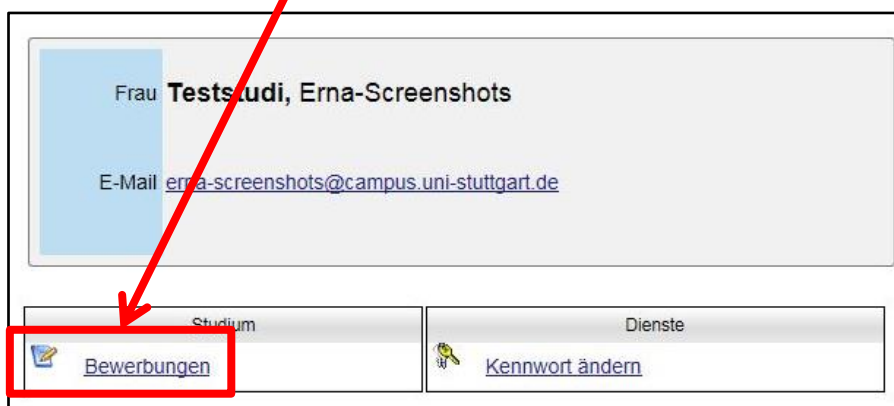 Frau Teststudi, Erna-Screenshots
E-Mail erna-screenshots@campus.uni-stuttgart.de
Studium Dienste
Bewerbungen Kennwort ändern